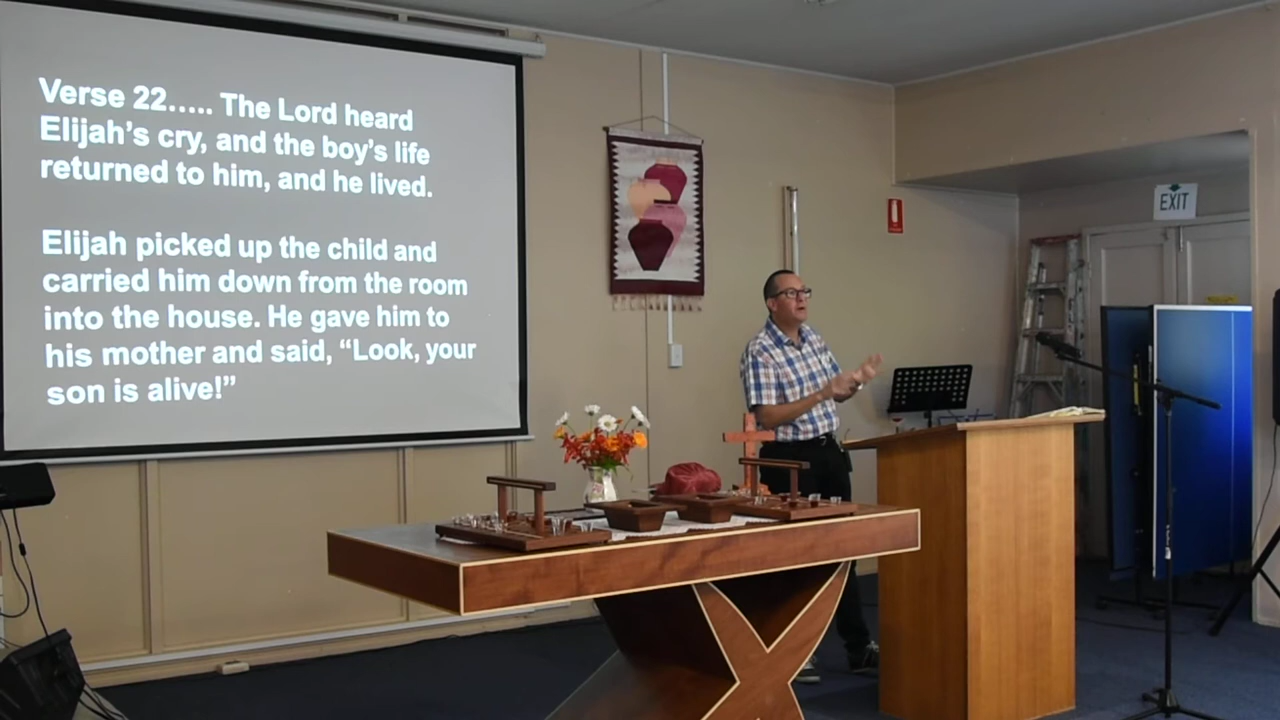 Verse 22….. The Lord heard
Elijah’s cry, and the boy’s life
returned to him, and he lived.
Elijah picked up the child and
carried him down from the room
into the house. He gave him to
his mother and said, “Look, your
son is alive!”
EXIT